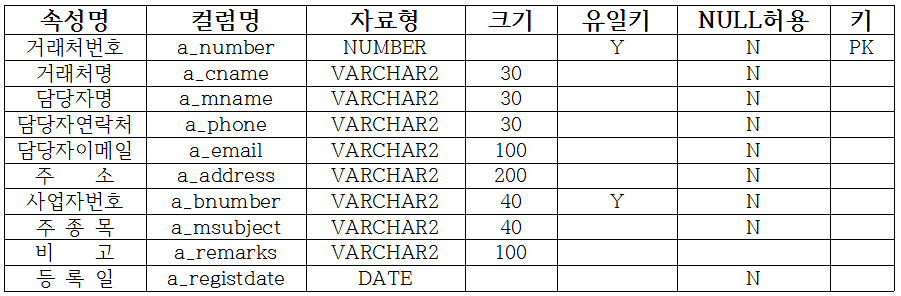 속성명 컬럼명 자료형 크기 유일키 NULL허용 키
거래처번호 a_number NUMBER Y N PK
거래처명 a_cname VARCHAR2 30 N
담당자명 a_mname VARCHAR2 30 N
담당자연락처 a_phone VARCHAR2 30 N
담당자이메일 a_email VARCHAR2 100 N
주 소 a_address VARCHAR2 200 N
사업자번호 a_bnumber VARCHAR2 40 Y N
주 종 목 a_msubject VARCHAR2 40 N
비 고 a_remarks VARCHAR2 100
등 록 일 a_registdate DATE N